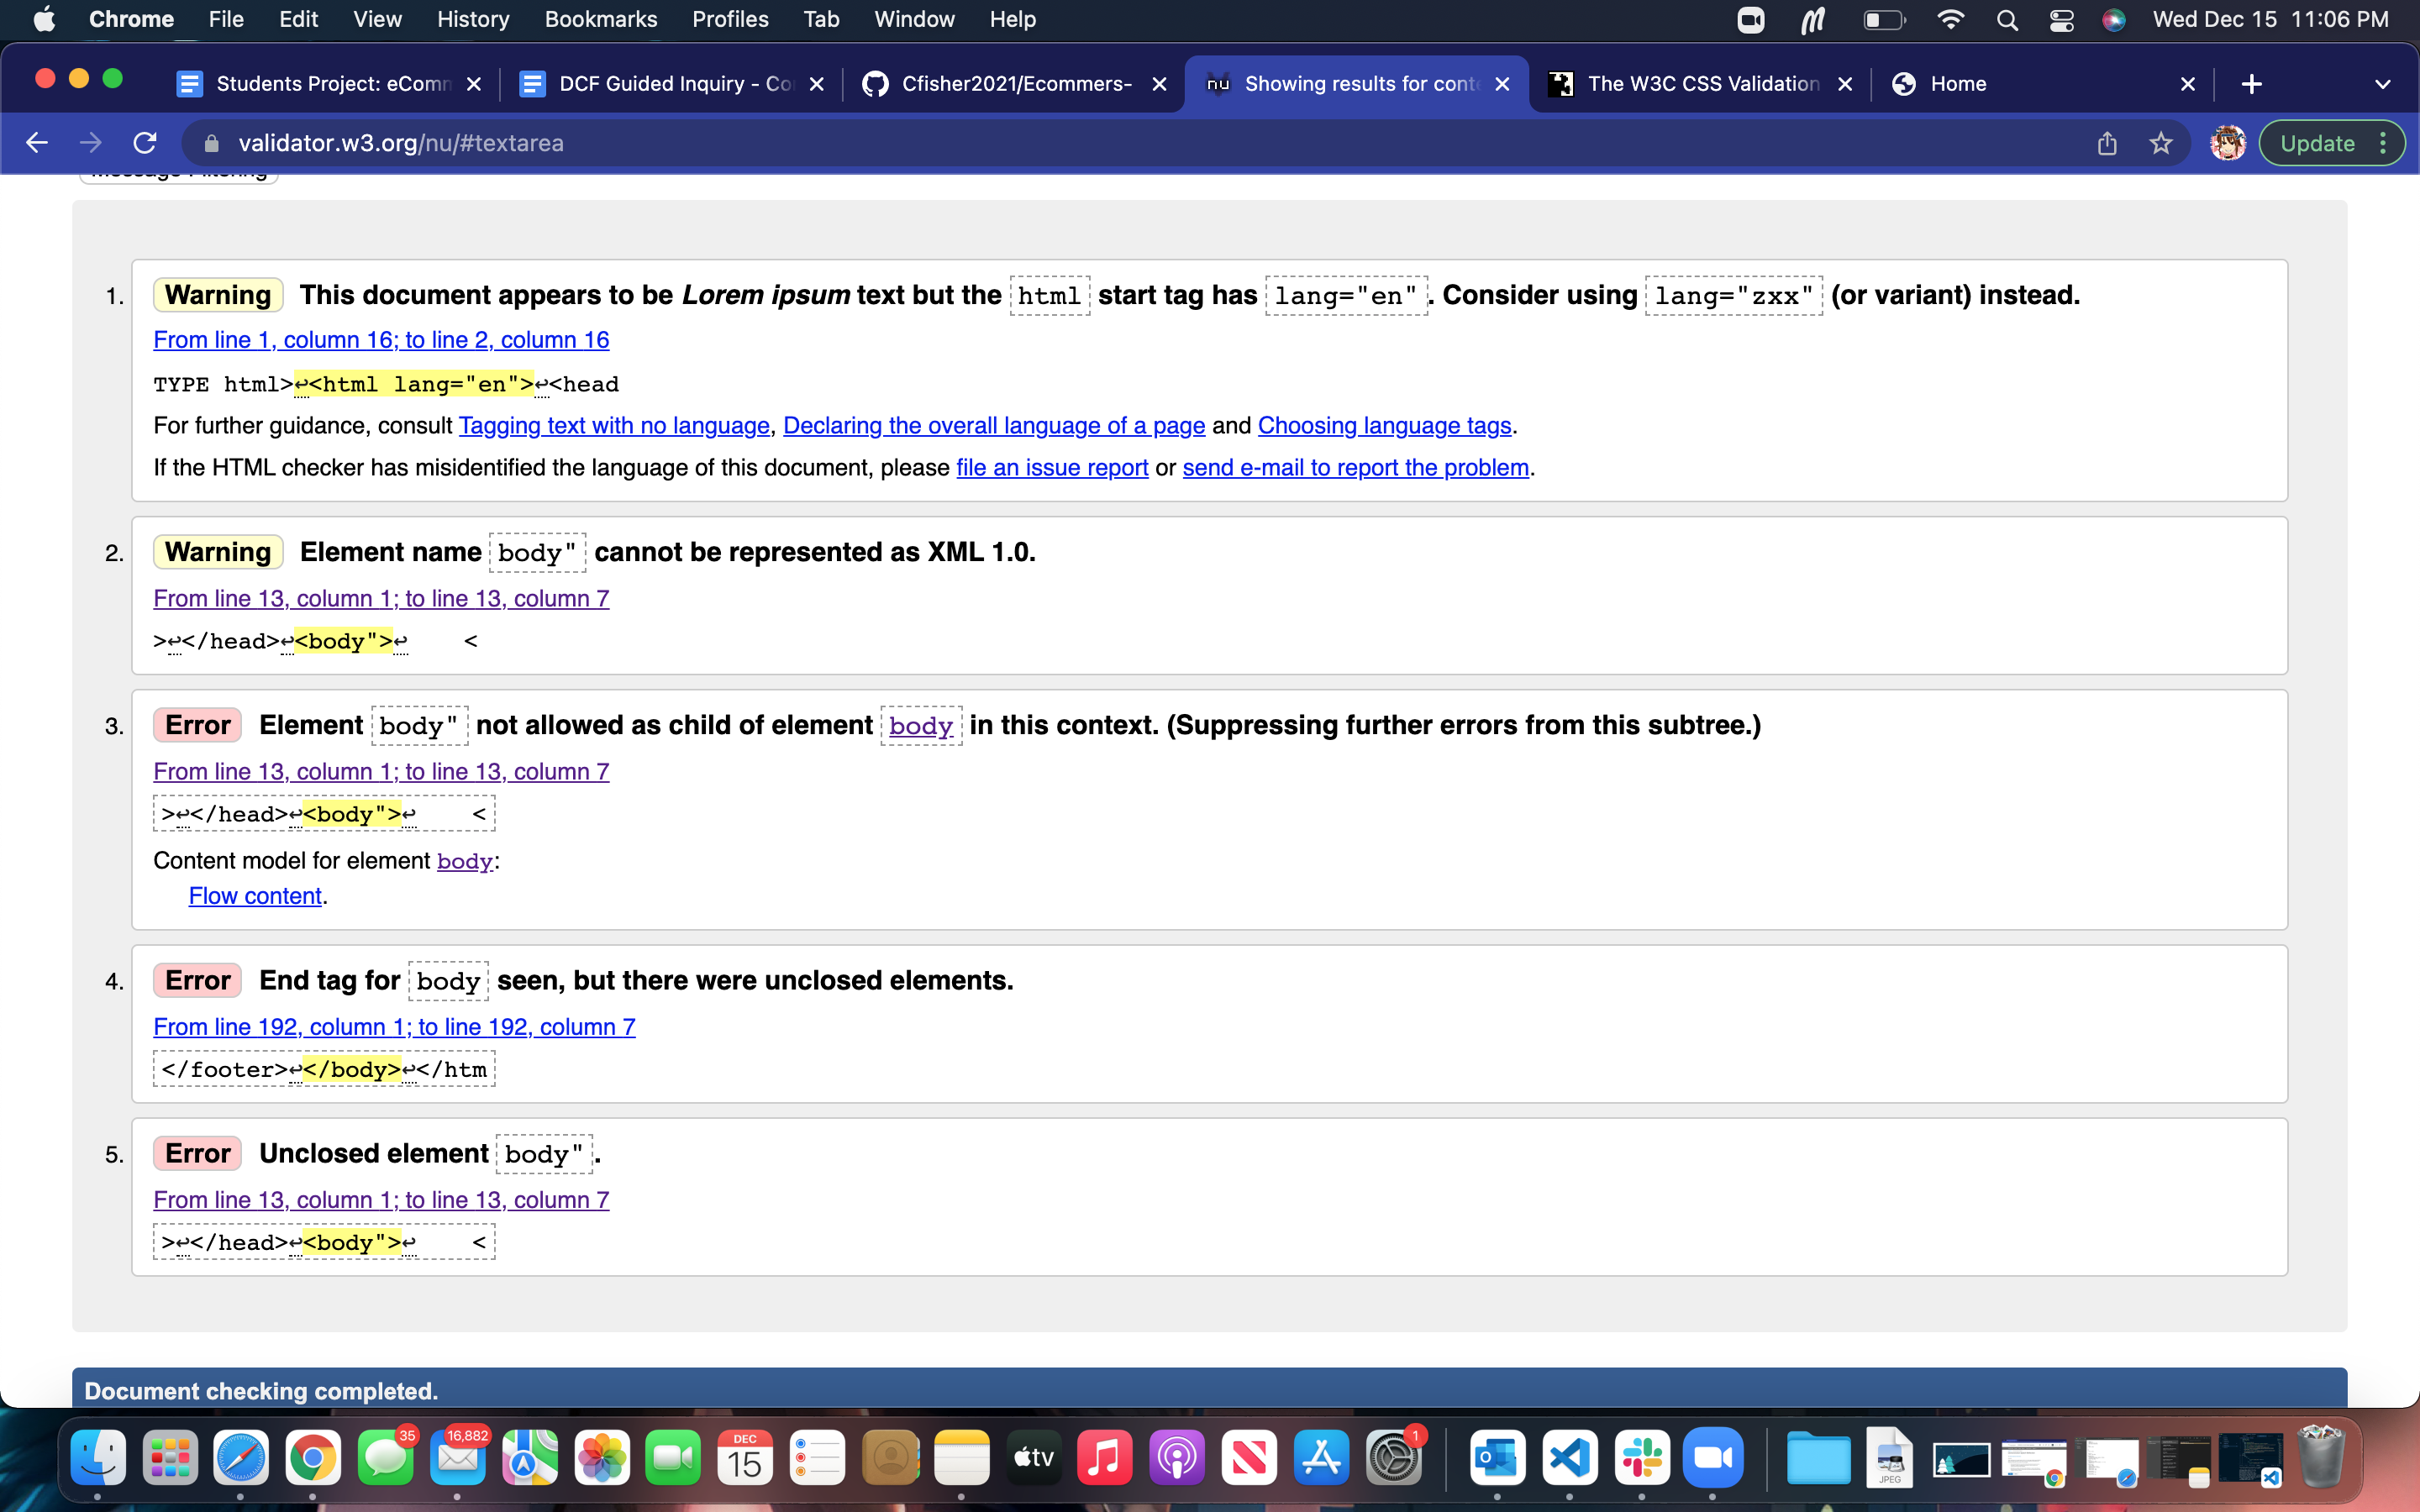 Chrome File Edit View History Bookmarks Profiles Tab Window Help Wed Dec 15 11:06 PM
Students Project: eComm DCF Guided Inquiry - Co Cfisher2021/Ecommers- nu Showing results for conte The W3C CSS Validation Home
validator.w3.org/nu/#textarea Update
Message Filtering
1. Warning This document appears to be Lorem ipsum text but the html start tag has lang="en". Consider using lang="zxx" (or variant) instead.
From line 1, column 16; to line 2, column 16
TYPE html>↩<html lang="en">↩<head
For further guidance, consult Tagging text with no language, Declaring the overall language of a page and Choosing language tags.
If the HTML checker has misidentified the language of this document, please file an issue report or send e-mail to report the problem.
2. Warning Element name body" cannot be represented as XML 1.0.
From line 13, column 1; to line 13, column 7
>↩</head>↩<body">↩ <
3. Error Element body" not allowed as child of element body in this context. (Suppressing further errors from this subtree.)
From line 13, column 1; to line 13, column 7
>↩</head>↩<body">↩ <
Content model for element body:
Flow content.
4. Error End tag for body seen, but there were unclosed elements.
From line 192, column 1; to line 192, column 7
</footer>↩</body>↩</htm
5. Error Unclosed element body".
From line 13, column 1; to line 13, column 7
>↩</head>↩<body">↩ <
Document checking completed.
35 16,882 DEC 15 tv 1 JPEG